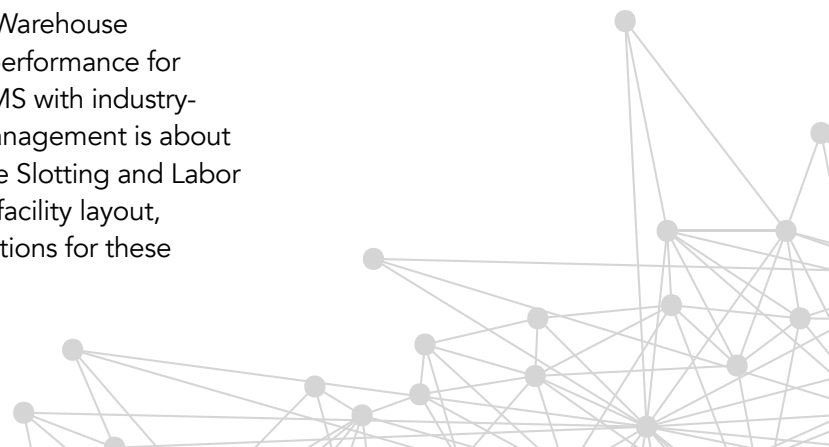 Warehouse
erformance for
MS with industry-
nagement is about
e Slotting and Labor
facility layout,
tions for these